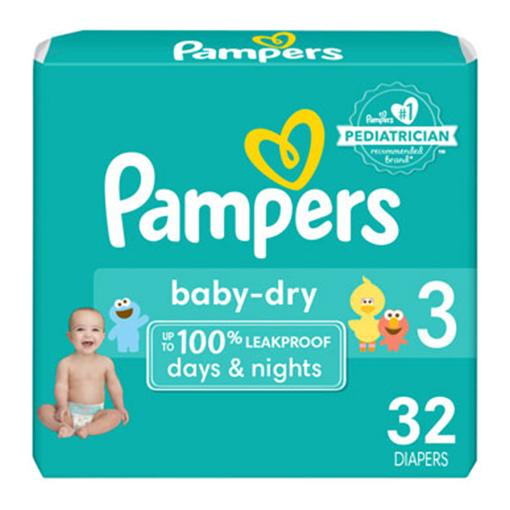 Pampers
Pampers #1
PEDIATRICIAN
recommended
brand*
Pampers
baby-dry
3
UP TO 100% LEAKPROOF
days & nights
32
DIAPERS